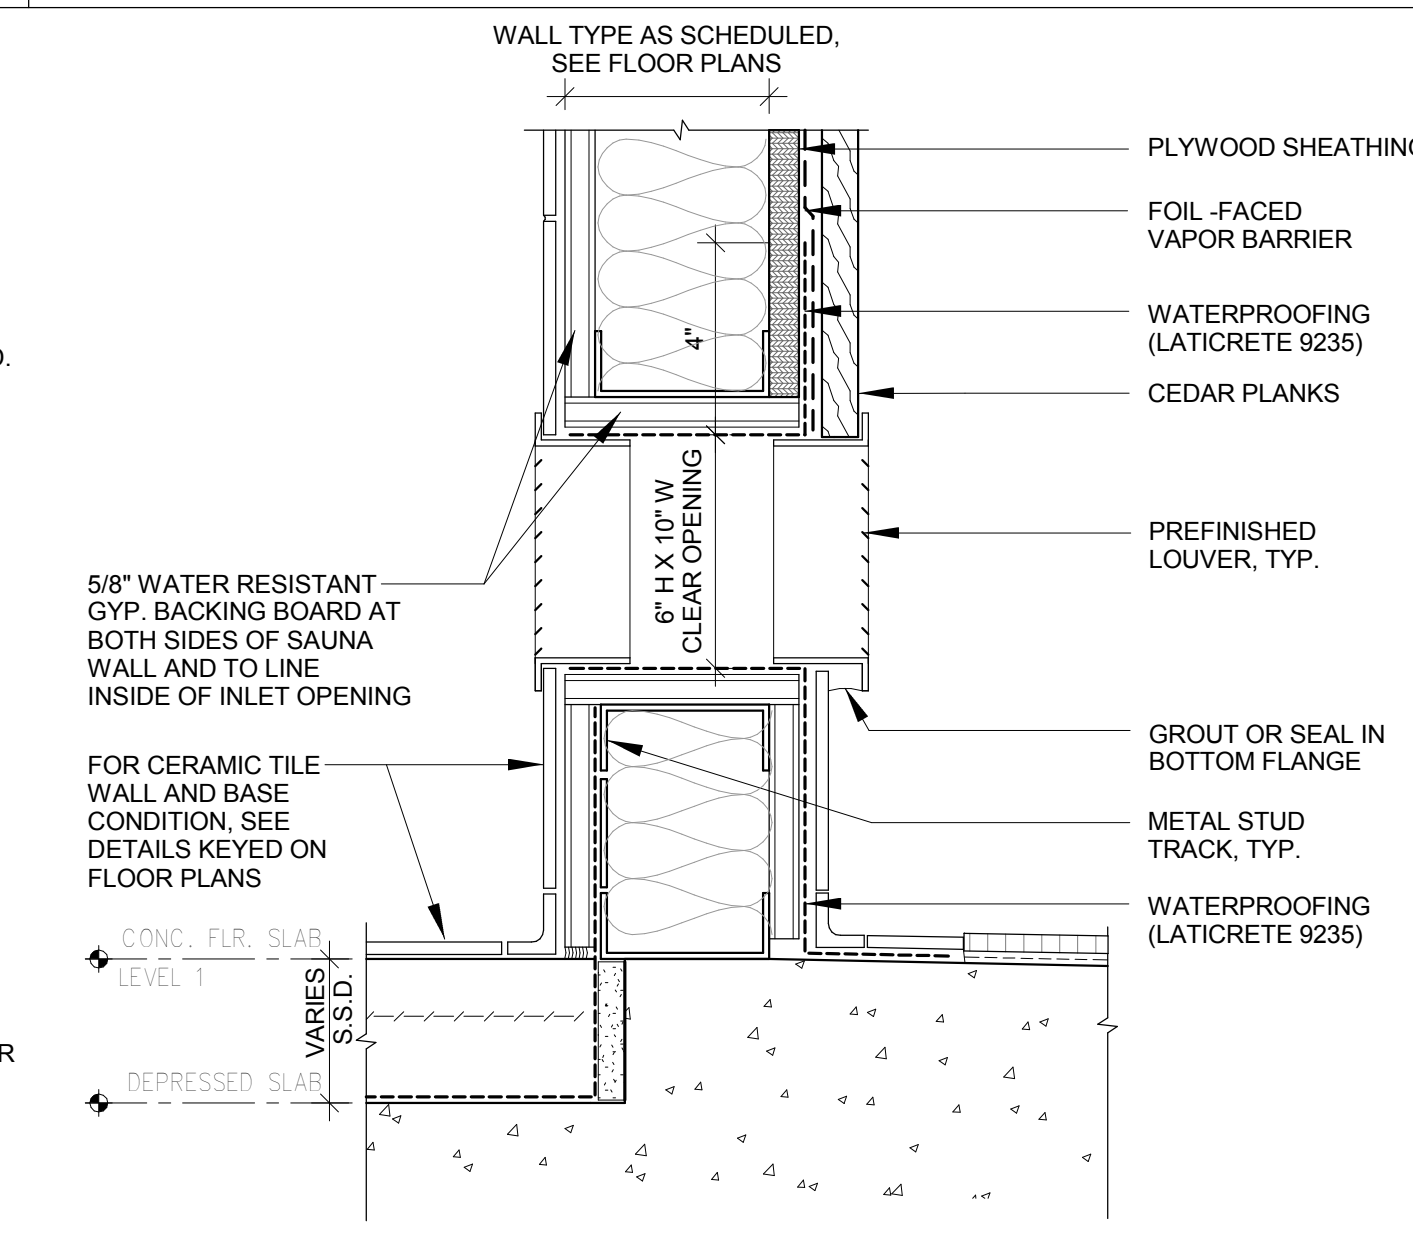 WALL TYPE AS SCHEDULED,
SEE FLOOR PLANS
PLYWOOD SHEATHING
FOIL -FACED
VAPOR BARRIER
WATERPROOFING
(LATICRETE 9235)
CEDAR PLANKS
4"
6" H X 10" W
CLEAR OPENING
PREFINISHED
LOUVER, TYP.
5/8" WATER RESISTANT
GYP. BACKING BOARD AT
BOTH SIDES OF SAUNA
WALL AND TO LINE
INSIDE OF INLET OPENING
GROUT OR SEAL IN
BOTTOM FLANGE
FOR CERAMIC TILE
WALL AND BASE
CONDITION, SEE
DETAILS KEYED ON
FLOOR PLANS
METAL STUD
TRACK, TYP.
WATERPROOFING
(LATICRETE 9235)
CONC. FLR. SLAB
LEVEL 1
VARIES
S.S.D.
DEPRESSED SLAB